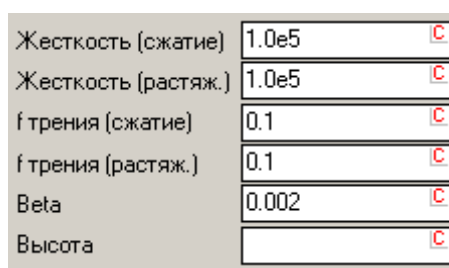 Жесткость (сжатие) 1.0e5 C
Жесткость (растяж.) 1.0e5 C
f трения (сжатие) 0.1 C
f трения (растяж.) 0.1 C
Beta 0.002 C
Высота C